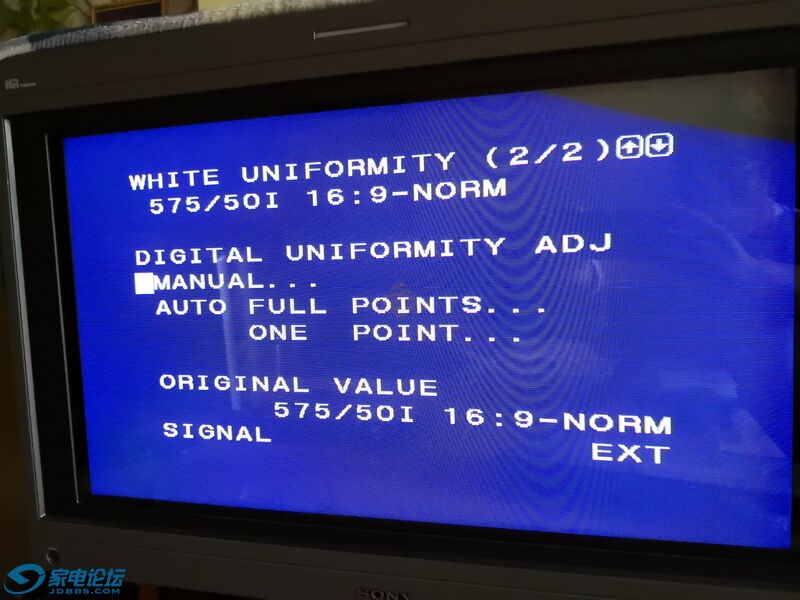 WHITE UNIFORMITY (2/2)
575/50I 16:9-NORM
DIGITAL UNIFORMITY ADJ
MANUAL...
AUTO FULL POINTS...
ONE POINT...
ORIGINAL VALUE
575/50I 16:9-NORM
SIGNAL
EXT
SONY
家电论坛
JDBBS.COM